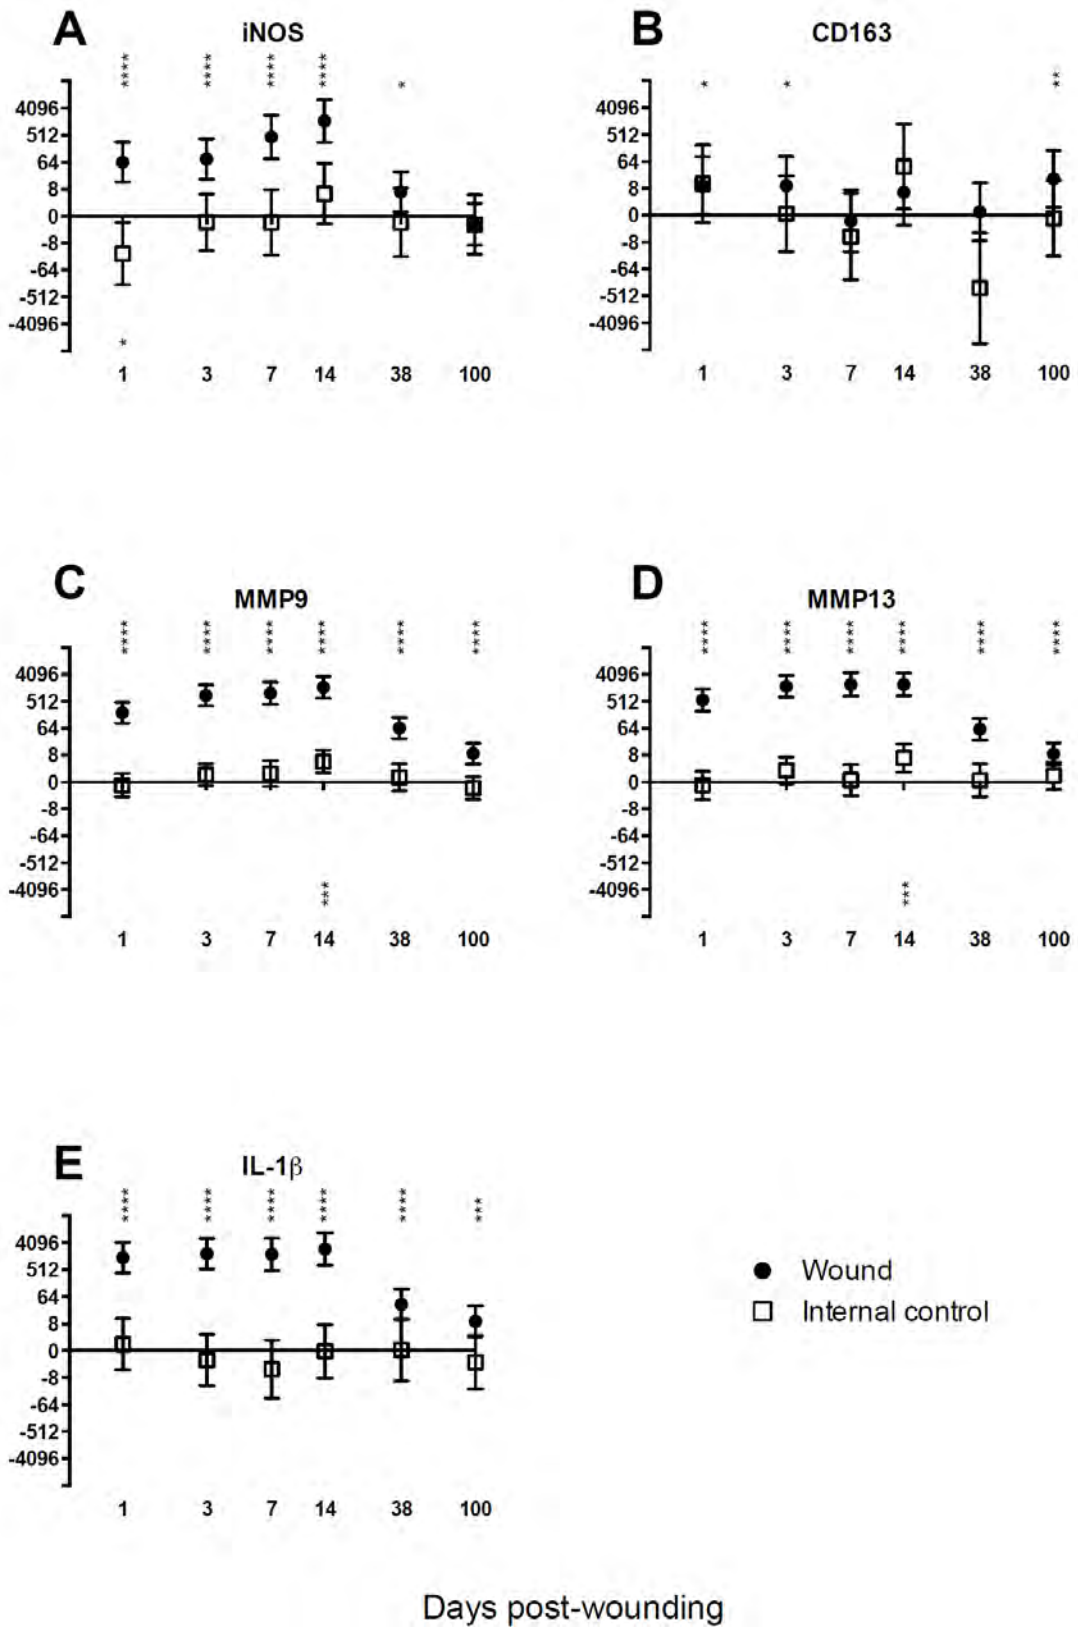 A
iNOS
**** **** **** **** *
4096
512
64
8
0
-8
-64
-512
-4096
*
1 3 7 14 38 100
B
CD163
* * **
4096
512
64
8
0
-8
-64
-512
-4096
1 3 7 14 38 100
C
MMP9
**** **** **** **** **** ****
4096
512
64
8
0
-8
-64
-512
-4096
***
1 3 7 14 38 100
D
MMP13
**** **** **** **** **** ****
4096
512
64
8
0
-8
-64
-512
-4096
***
1 3 7 14 38 100
E
IL-1β
**** **** **** **** **** ***
4096
512
64
8
0
-8
-64
-512
-4096
1 3 7 14 38 100
Wound
Internal control
Days post-wounding